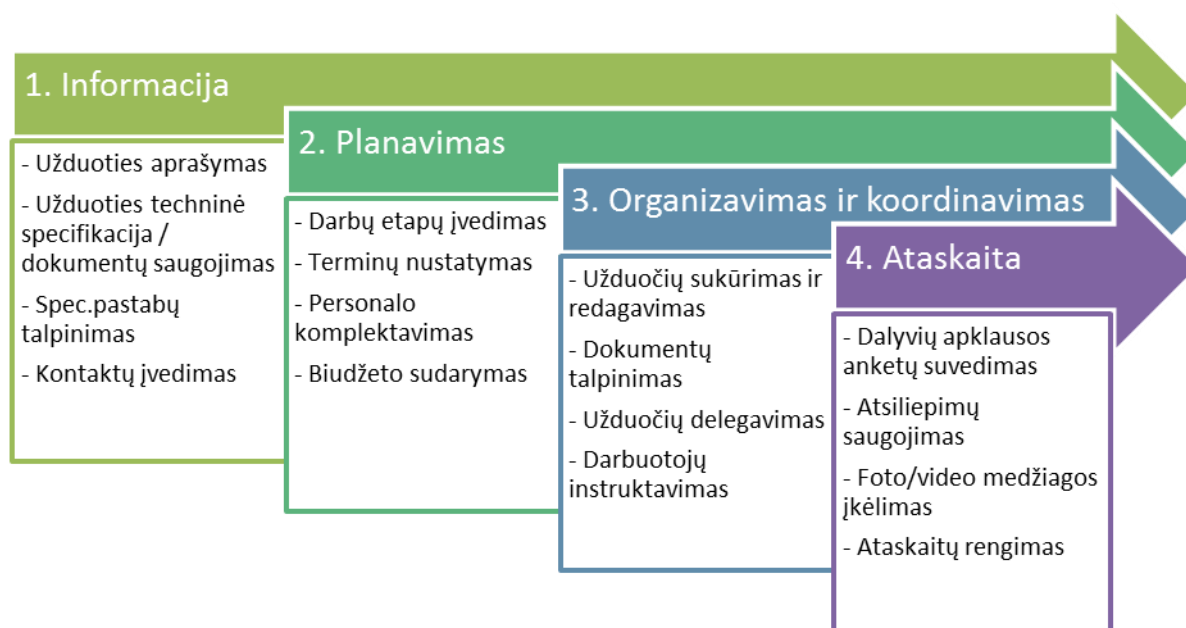 1. Informacija
- Užduoties aprašymas
- Užduoties techninė
specifikacija /
dokumentų saugojimas
- Spec.pastabų
talpinimas
- Kontaktų įvedimas
2. Planavimas
- Darbų etapų įvedimas
- Terminų nustatymas
- Personalo
komplektavimas
- Biudžeto sudarymas
3. Organizavimas ir koordinavimas
- Užduočių sukūrimas ir
redagavimas
- Dokumentų
talpinimas
- Užduočių delegavimas
- Darbuotojų
instruktavimas
4. Ataskaita
- Dalyvių apklausos
anketų suvedimas
- Atsiliepimų
saugojimas
- Foto/video medžiagos
įkėlimas
- Ataskaitų rengimas